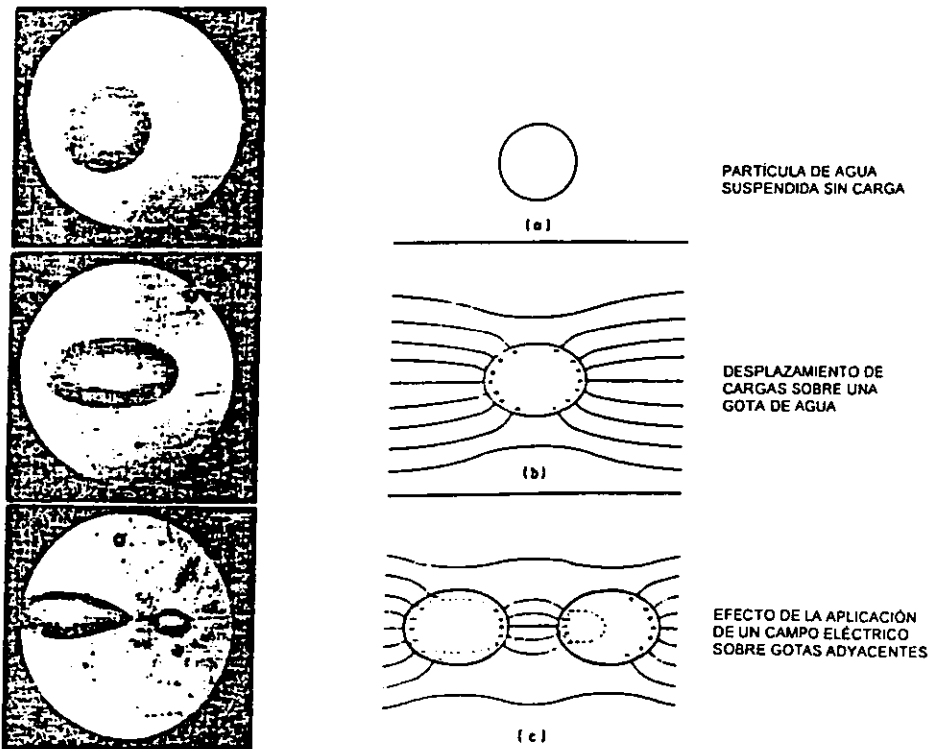 PARTÍCULA DE AGUA
SUSPENDIDA SIN CARGA
(a)
DESPLAZAMIENTO DE
CARGAS SOBRE UNA
GOTA DE AGUA
(b)
EFECTO DE LA APLICACIÓN
DE UN CAMPO ELÉCTRICO
SOBRE GOTAS ADYACENTES
(c)